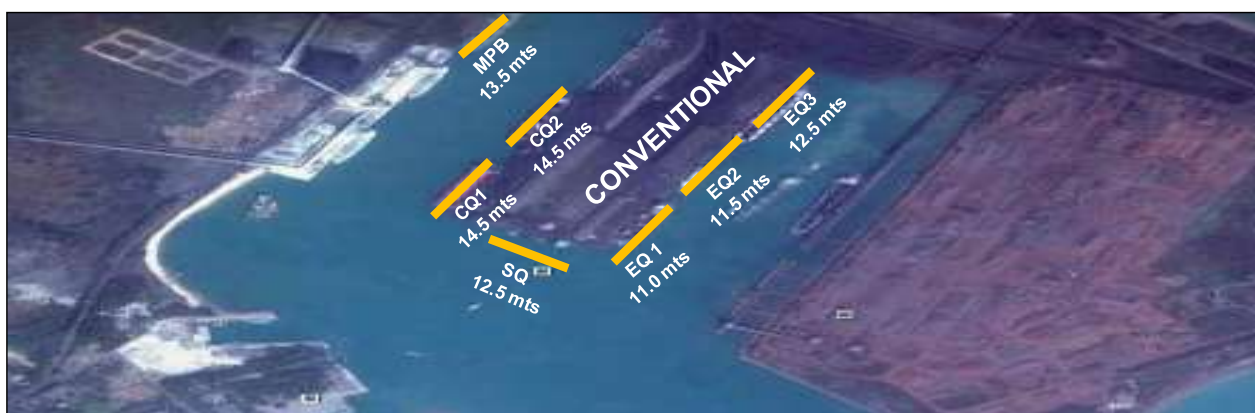 MPB
13.5 mts
CQ2
14.5 mts
CONVENTIONAL
EQ3
12.5 mts
CQ1
14.5 mts
EQ2
11.5 mts
SQ
12.5 mts
EQ 1
11.0 mts